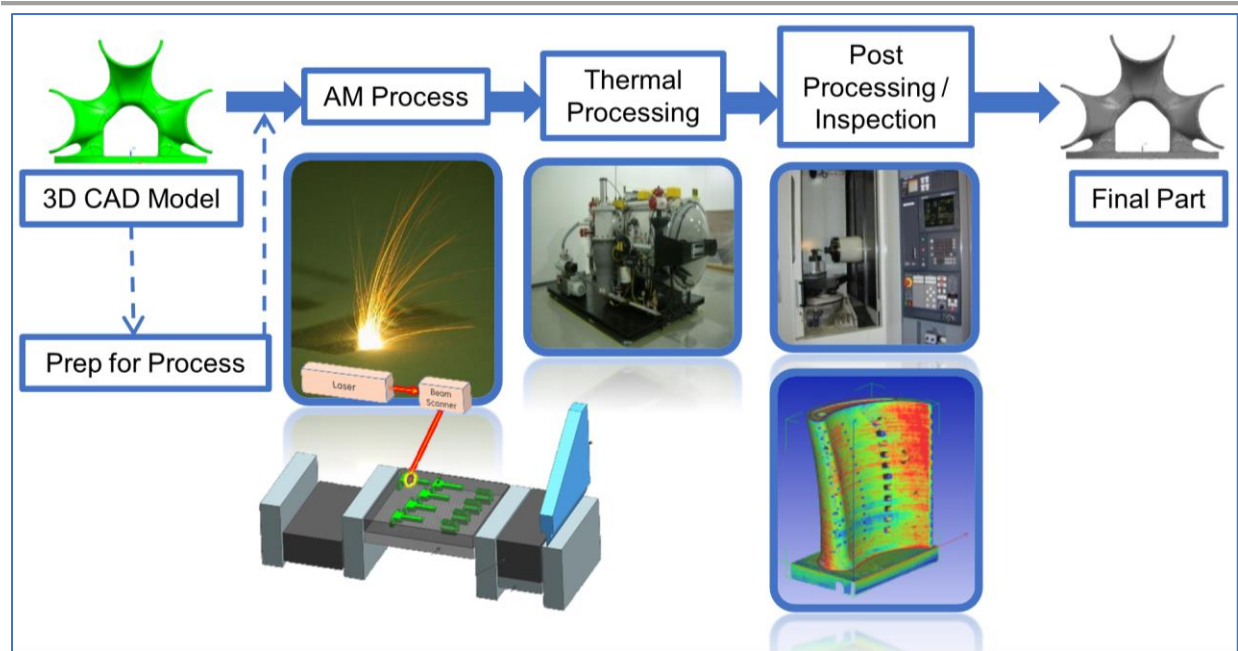 3D CAD Model
Prep for Process
AM Process
Thermal
Processing
Post
Processing /
Inspection
Final Part
Laser
Beam
Scanner